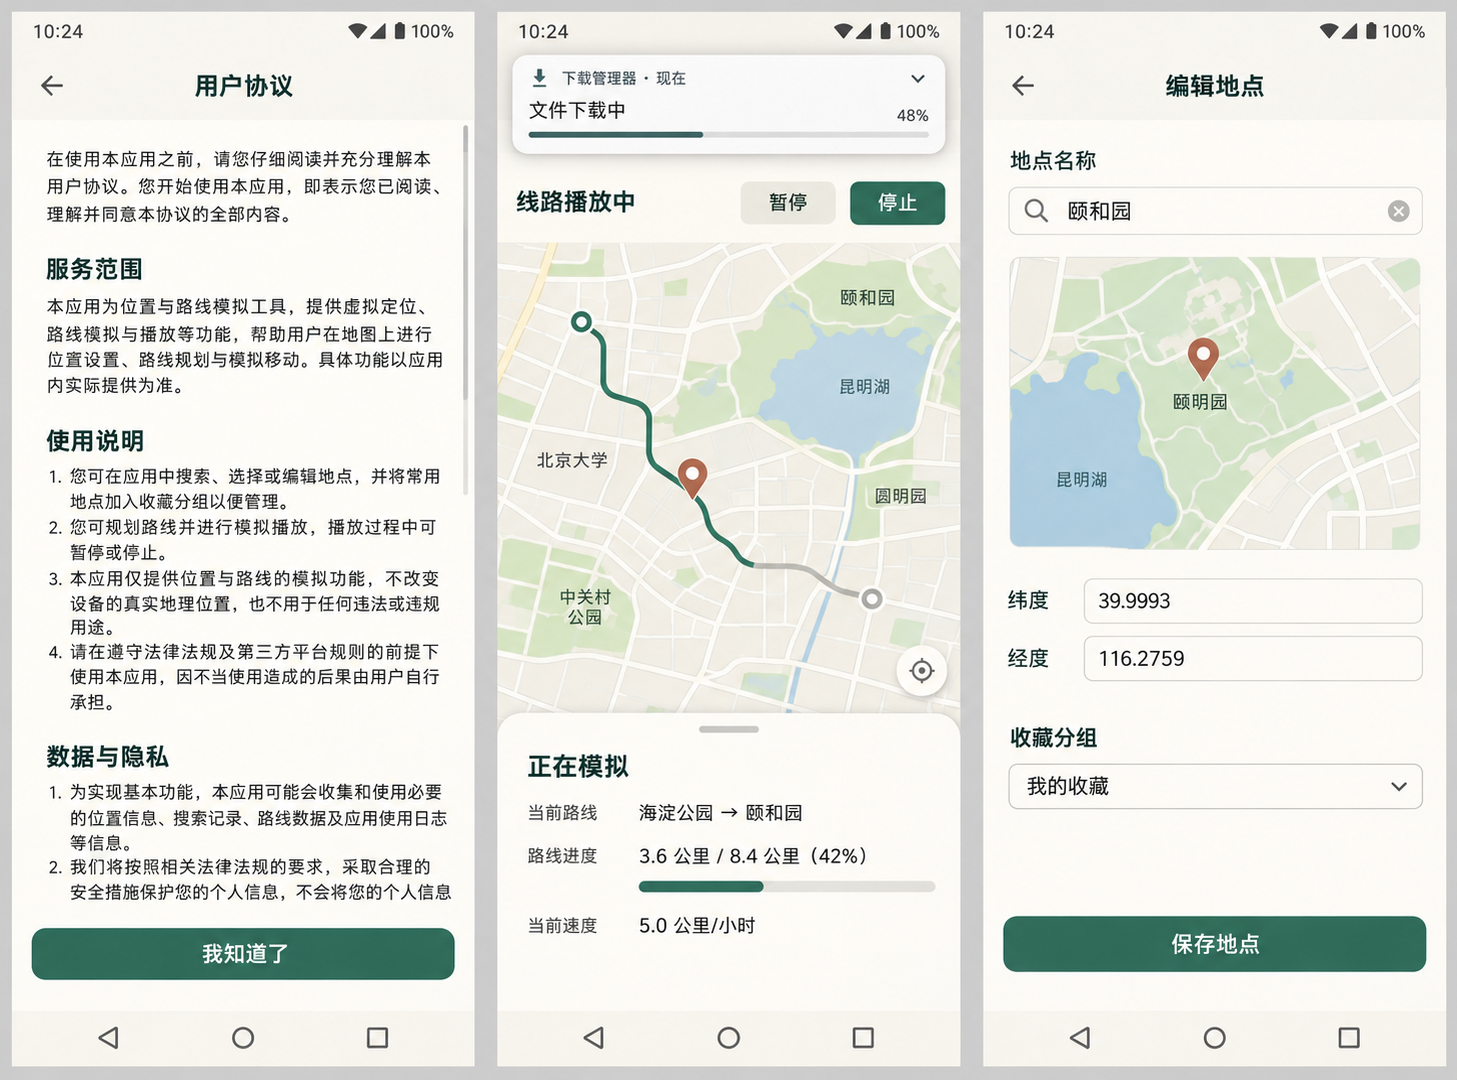 10:24
100%
用户协议
在使用本应用之前，请您仔细阅读并充分理解本
用户协议。您开始使用本应用，即表示您已阅读、
理解并同意本协议的全部内容。
服务范围
本应用为位置与路线模拟工具，提供虚拟定位、
路线模拟与播放等功能，帮助用户在地图上进行
位置设置、路线规划与模拟移动。具体功能以应用
内实际提供为准。
使用说明
1. 您可在应用中搜索、选择或编辑地点，并将常用
地点加入收藏分组以便管理。
2. 您可规划路线并进行模拟播放，播放过程中可
暂停或停止。
3. 本应用仅提供位置与路线的模拟功能，不改变
设备的真实地理位置，也不用于任何违法或违规
用途。
4. 请在遵守法律法规及第三方平台规则的前提下
使用本应用，因不当使用造成的后果由用户自行
承担。
数据与隐私
1. 为实现基本功能，本应用可能会收集和使用必要
的位置信息、搜索记录、路线数据及应用使用日志
等信息。
2. 我们将按照相关法律法规的要求，采取合理的
安全措施保护您的个人信息，不会将您的个人信息
我知道了
10:24
100%
下载管理器 · 现在
文件下载中
48%
线路播放中
暂停
停止
颐和园
昆明湖
北京大学
圆明园
中关村
公园
正在模拟
当前路线 海淀公园 → 颐和园
路线进度 3.6 公里 / 8.4 公里（42%）
当前速度 5.0 公里/小时
10:24
100%
编辑地点
地点名称
颐和园
颐明园
昆明湖
纬度 39.9993
经度 116.2759
收藏分组
我的收藏
保存地点